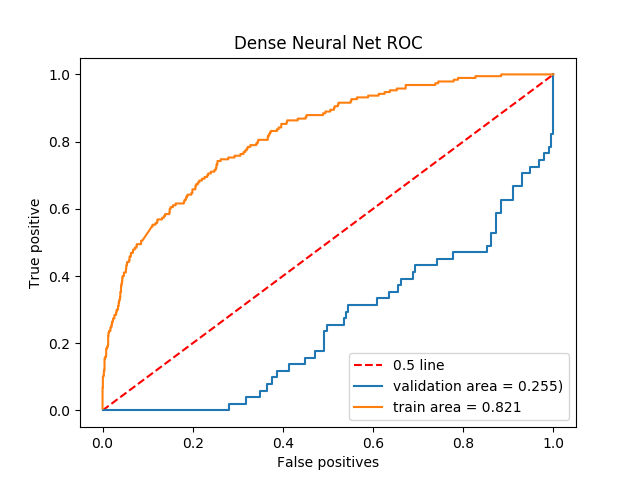 Dense Neural Net ROC
True positive
1.0
0.8
0.6
0.4
0.2
0.0
0.5 line
validation area = 0.255)
train area = 0.821
0.0 0.2 0.4 0.6 0.8 1.0
False positives